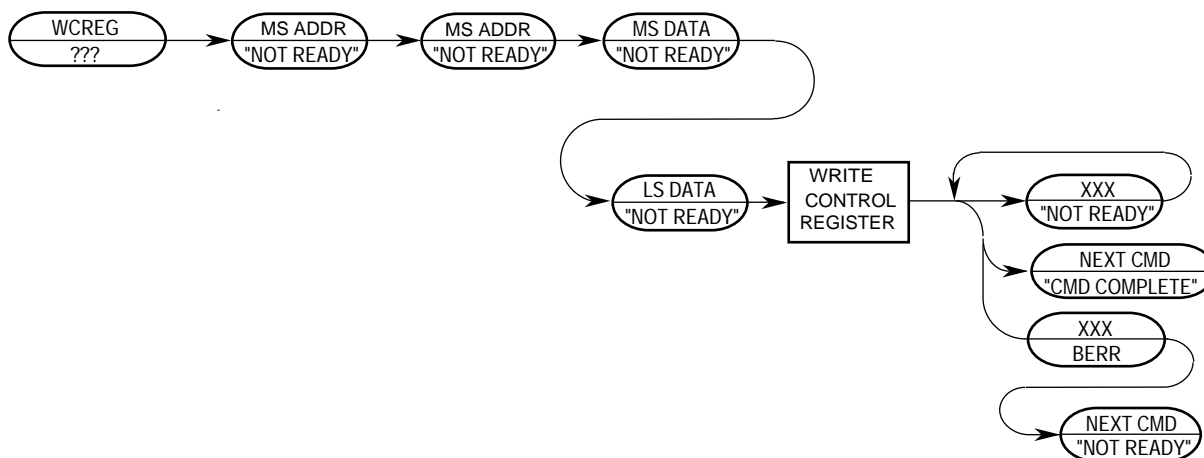 WCREG
???
MS ADDR
"NOT READY"
MS ADDR
"NOT READY"
MS DATA
"NOT READY"
LS DATA
"NOT READY"
WRITE
CONTROL
REGISTER
XXX
"NOT READY"
NEXT CMD
"CMD COMPLETE"
XXX
BERR
NEXT CMD
"NOT READY"